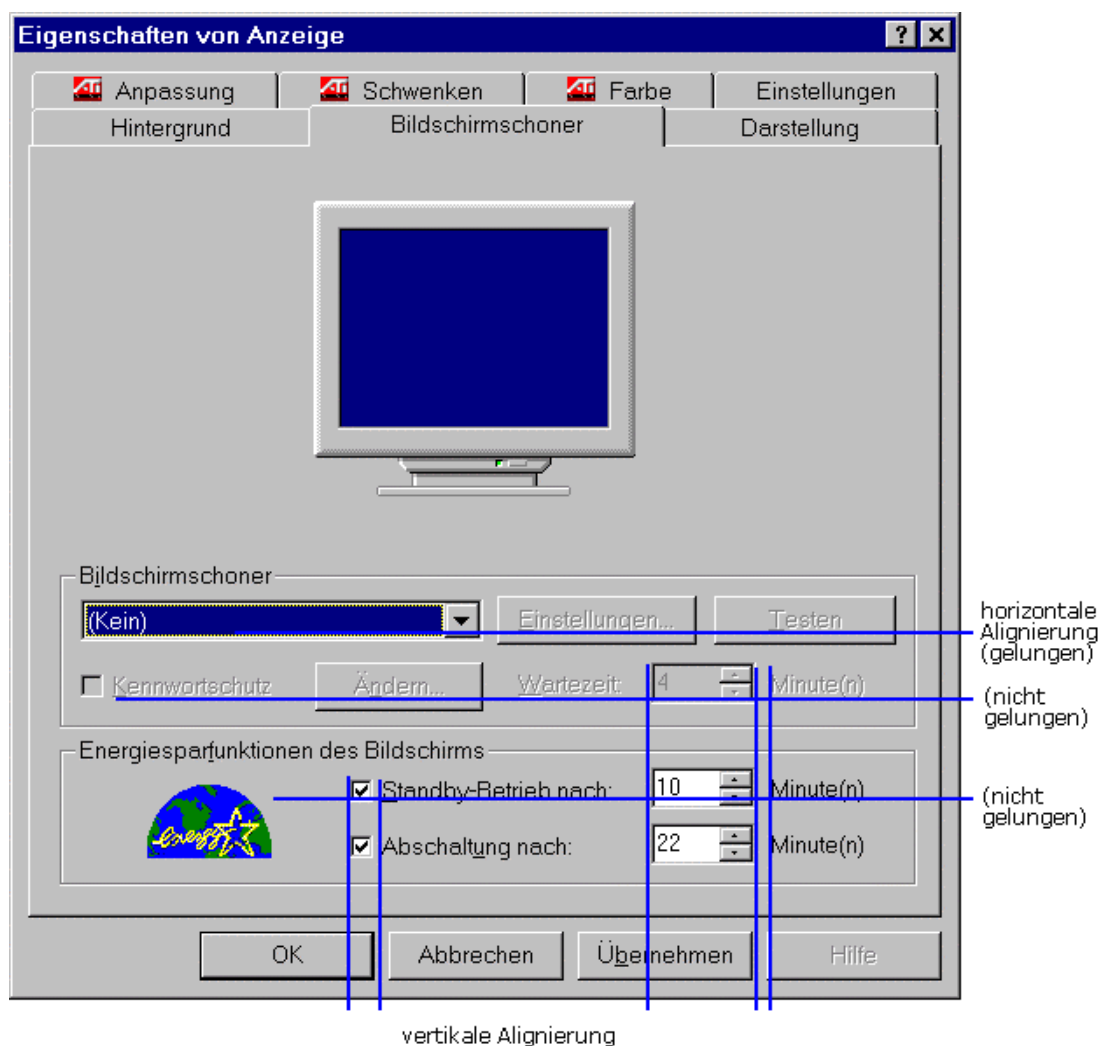 Eigenschaften von Anzeige
Anpassung Schwenken Farbe Einstellungen
Hintergrund Bildschirmschoner Darstellung
Bildschirmschoner
(Kein) Einstellungen... Testen
Kennwortschutz Ändern... Wartezeit: 4 Minute(n)
Energiesparfunktionen des Bildschirms
energy
Standby-Betrieb nach: 10 Minute(n)
Abschaltung nach: 22 Minute(n)
OK Abbrechen Übernehmen Hilfe
horizontale
Alignierung
(gelungen)
(nicht
gelungen)
(nicht
gelungen)
vertikale Alignierung